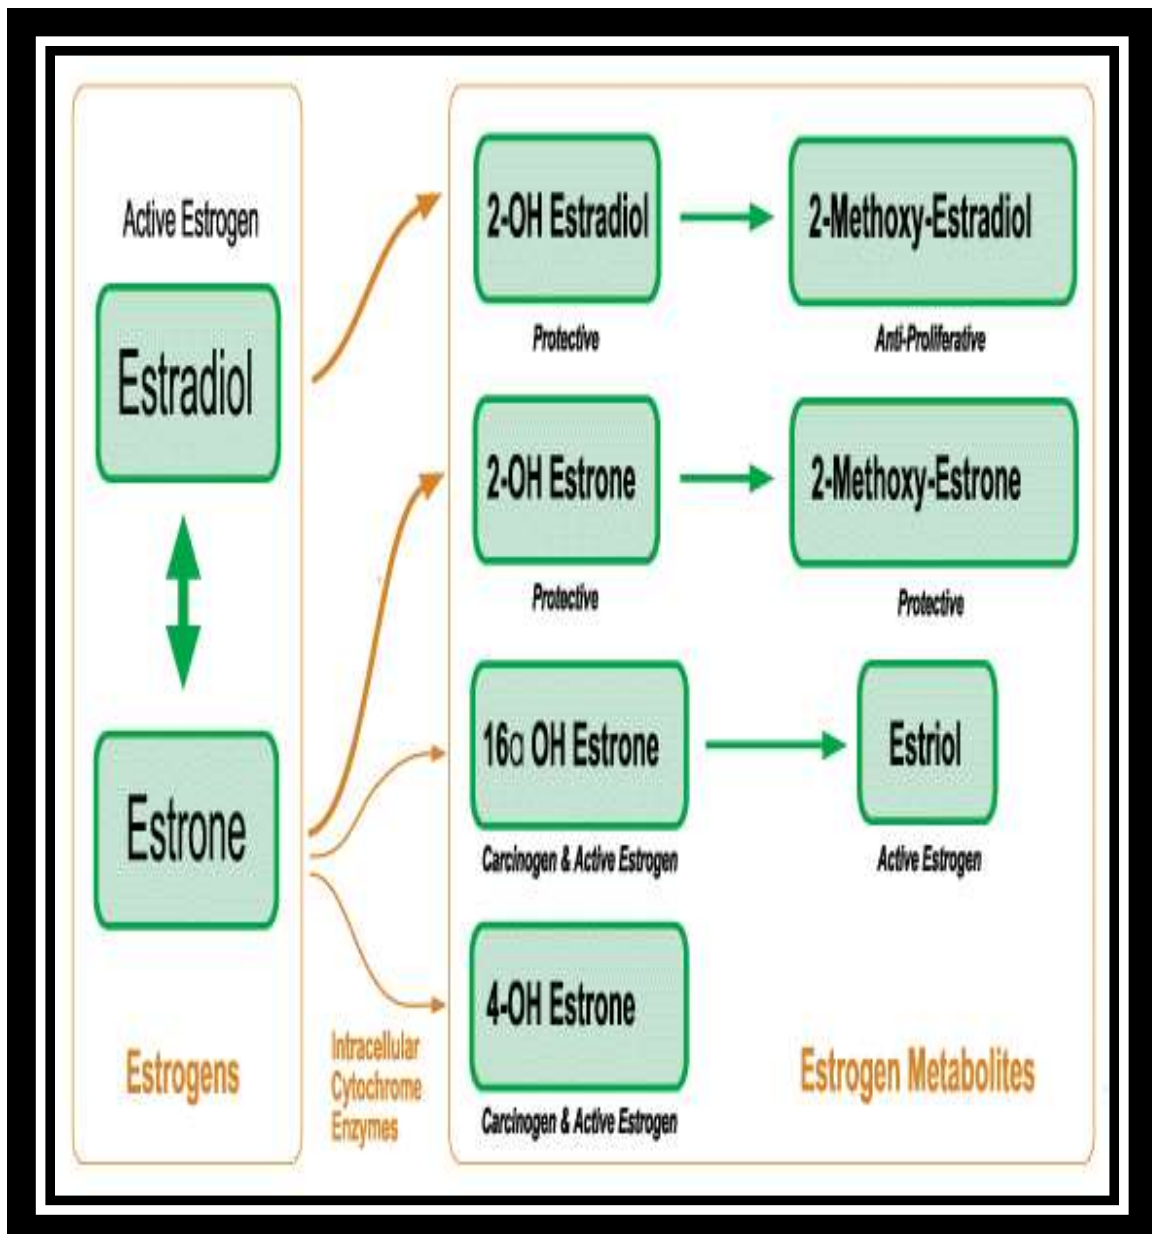 Active Estrogen
Estradiol
Estrone
Estrogens
Intracellular
Cytochrome
Enzymes
2-OH Estradiol
Protective
2-Methoxy-Estradiol
Anti-Proliferative
2-OH Estrone
Protective
2-Methoxy-Estrone
Protective
16α OH Estrone
Carcinogen & Active Estrogen
Estriol
Active Estrogen
4-OH Estrone
Carcinogen & Active Estrogen
Estrogen Metabolites